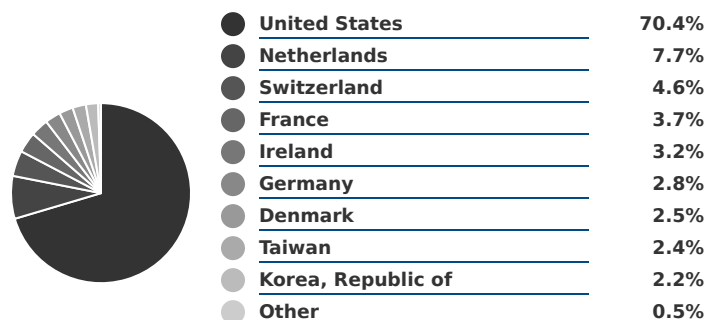 United States 70.4%
Netherlands 7.7%
Switzerland 4.6%
France 3.7%
Ireland 3.2%
Germany 2.8%
Denmark 2.5%
Taiwan 2.4%
Korea, Republic of 2.2%
Other 0.5%